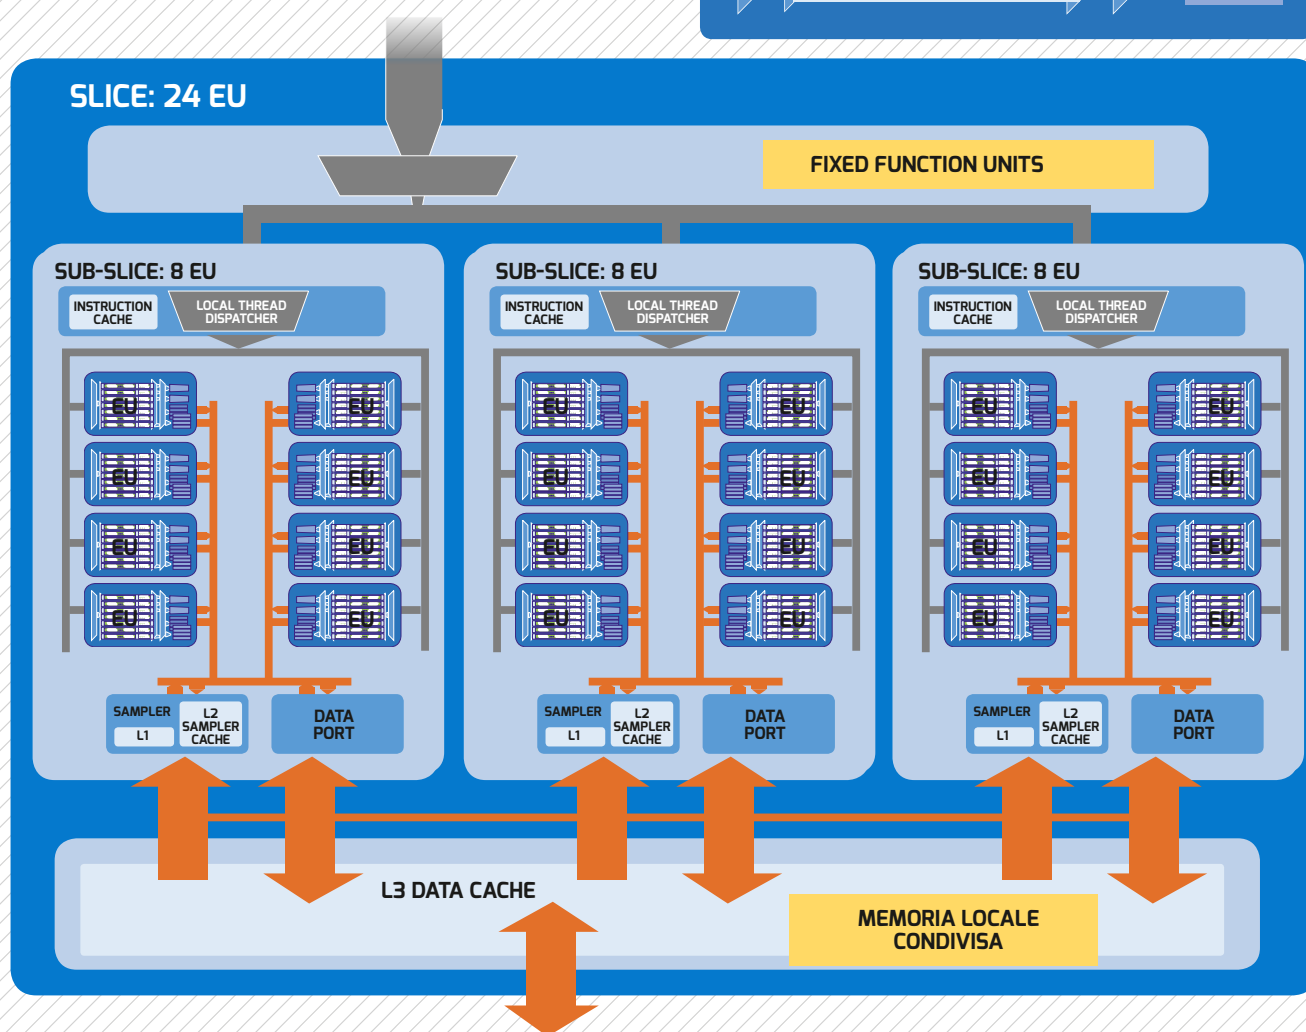 SLICE: 24 EU
FIXED FUNCTION UNITS
SUB-SLICE: 8 EU
INSTRUCTION
CACHE
LOCAL THREAD
DISPATCHER
EU
EU
EU
EU
EU
EU
EU
EU
SAMPLER
L1
L2
SAMPLER
CACHE
DATA
PORT
SUB-SLICE: 8 EU
INSTRUCTION
CACHE
LOCAL THREAD
DISPATCHER
EU
EU
EU
EU
EU
EU
EU
EU
SAMPLER
L1
L2
SAMPLER
CACHE
DATA
PORT
SUB-SLICE: 8 EU
INSTRUCTION
CACHE
LOCAL THREAD
DISPATCHER
EU
EU
EU
EU
EU
EU
EU
EU
SAMPLER
L1
L2
SAMPLER
CACHE
DATA
PORT
L3 DATA CACHE
MEMORIA LOCALE
CONDIVISA